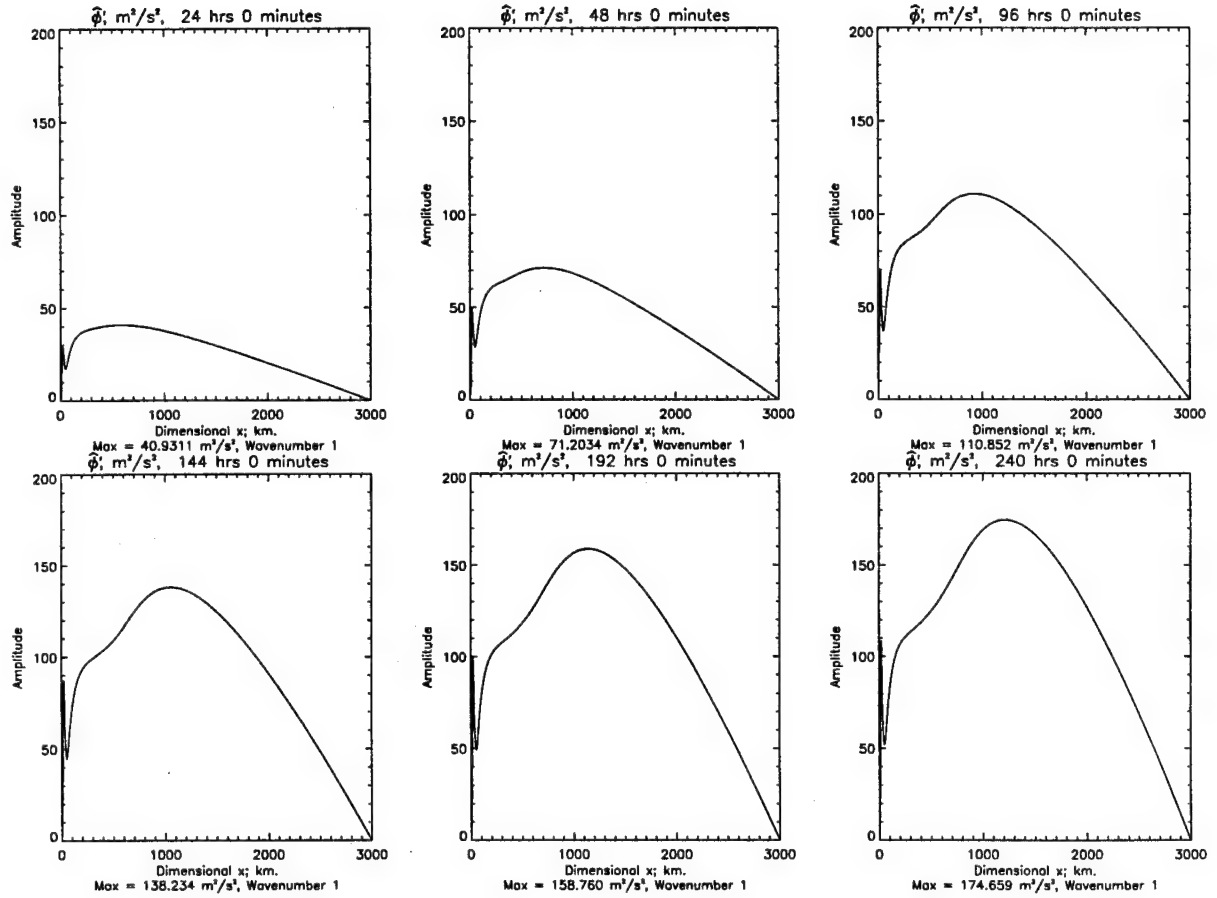 φ̂′, m²/s², 24 hrs 0 minutes
200
150
100
50
0
Amplitude
0 1000 2000 3000
Dimensional x; km.
Max = 40.9311 m²/s², Wavenumber 1
φ̂′, m²/s², 48 hrs 0 minutes
200
150
100
50
0
Amplitude
0 1000 2000 3000
Dimensional x; km.
Max = 71.2034 m²/s², Wavenumber 1
φ̂′, m²/s², 96 hrs 0 minutes
200
150
100
50
0
Amplitude
0 1000 2000 3000
Dimensional x; km.
Max = 110.852 m²/s², Wavenumber 1
φ̂′, m²/s², 144 hrs 0 minutes
200
150
100
50
0
Amplitude
0 1000 2000 3000
Dimensional x; km.
Max = 138.234 m²/s², Wavenumber 1
φ̂′, m²/s², 192 hrs 0 minutes
200
150
100
50
0
Amplitude
0 1000 2000 3000
Dimensional x; km.
Max = 158.760 m²/s², Wavenumber 1
φ̂′, m²/s², 240 hrs 0 minutes
200
150
100
50
0
Amplitude
0 1000 2000 3000
Dimensional x; km.
Max = 174.659 m²/s², Wavenumber 1